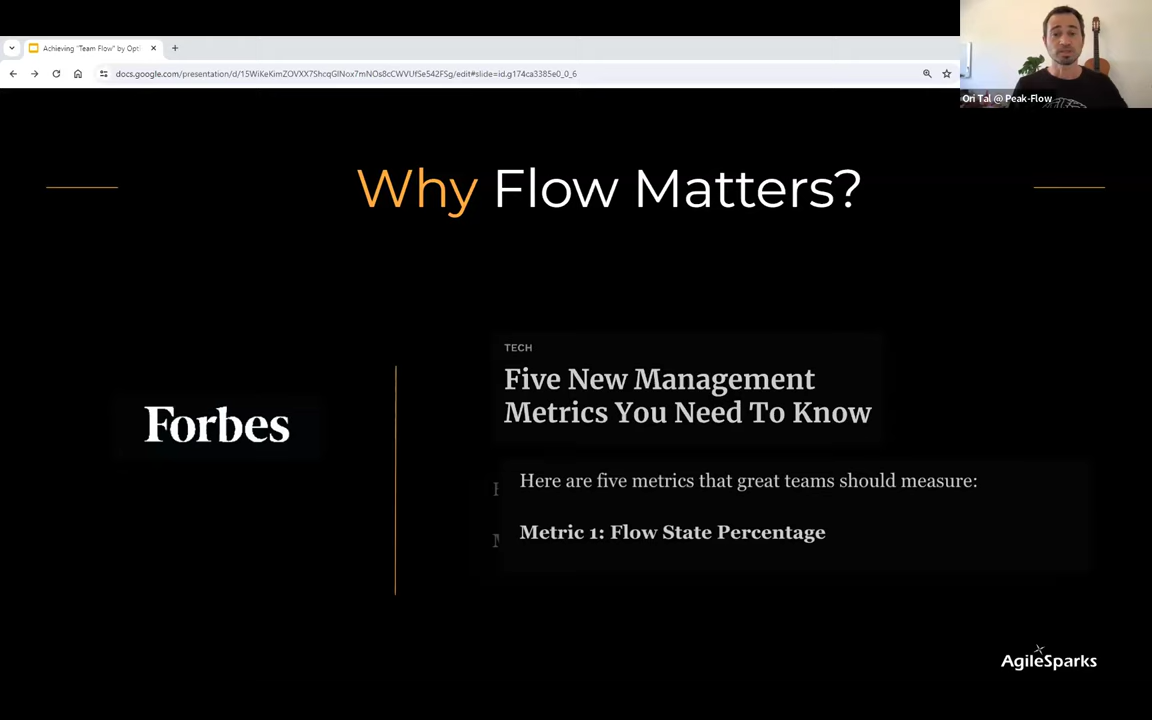 Achieving "Team Flow" by Opt
docs.google.com/presentation/d/15WiKeKimZOVXX7ShcqGlNox7mNOs8cCWVUfSe542FSg/edit#slide=id.g174ca3385e0_0_6
Ori Tal @ Peak-Flow
Why Flow Matters?
TECH
Five New Management
Metrics You Need To Know
Forbes
Here are five metrics that great teams should measure:
Metric 1: Flow State Percentage
AgileSparks